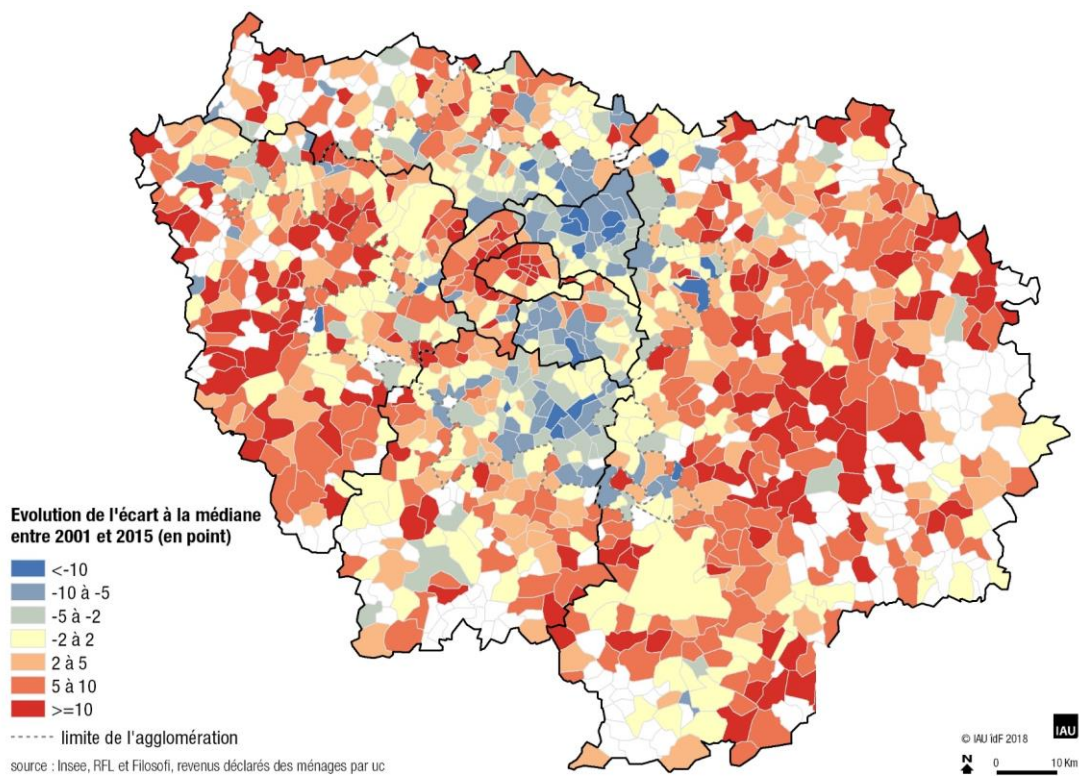 Evolution de l'écart à la médiane
entre 2001 et 2015 (en point)
<-10
-10 à -5
-5 à -2
-2 à 2
2 à 5
5 à 10
>=10
limite de l'agglomération
source : Insee, RFL et Filosofi, revenus déclarés des ménages par uc
© IAU îdF 2018
IAU
N
0 10 Km